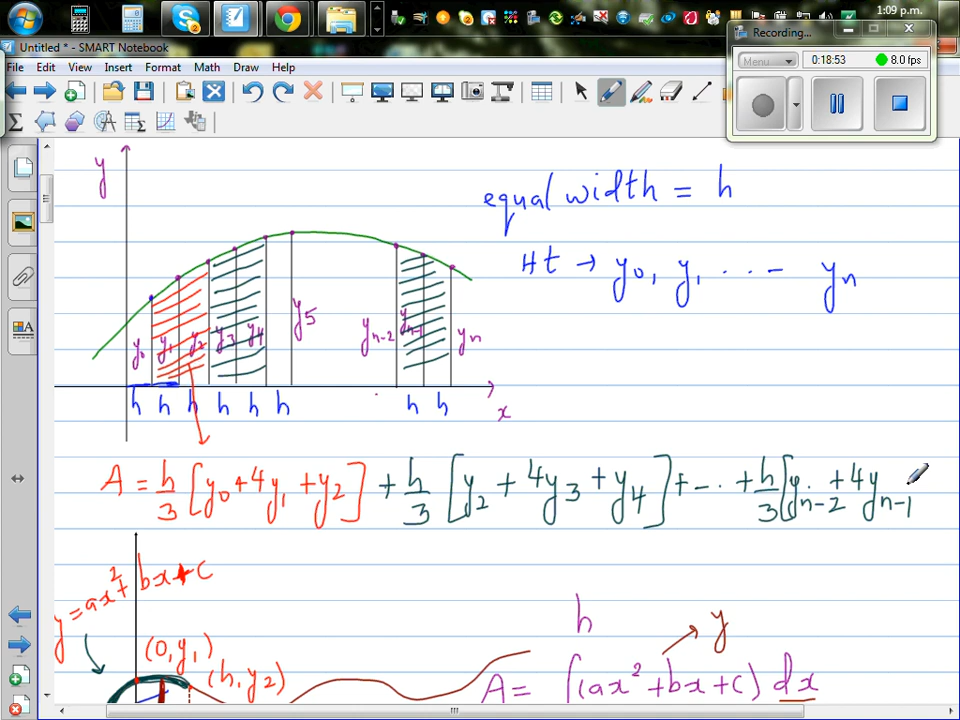 1:09 p.m.
Untitled * - SMART Notebook
Recording...
File Edit View Insert Format Math Draw Help
Menu 0:18:53 8.0 fps
y
equal width = h
Ht → y0, y1 ..... yn
y0 y1 y2 y3 y4 y5 yn-2 yn-1 yn
h h h h h h h h
x
A = h/3 [y0 + 4y1 + y2] + h/3 [y2 + 4y3 + y4] + -.. + h/3 [yn-2 + 4yn-1
y = ax² + bx + c
h
(0, y1)
y
(h, y2)
A = ∫(ax² + bx + c) dx